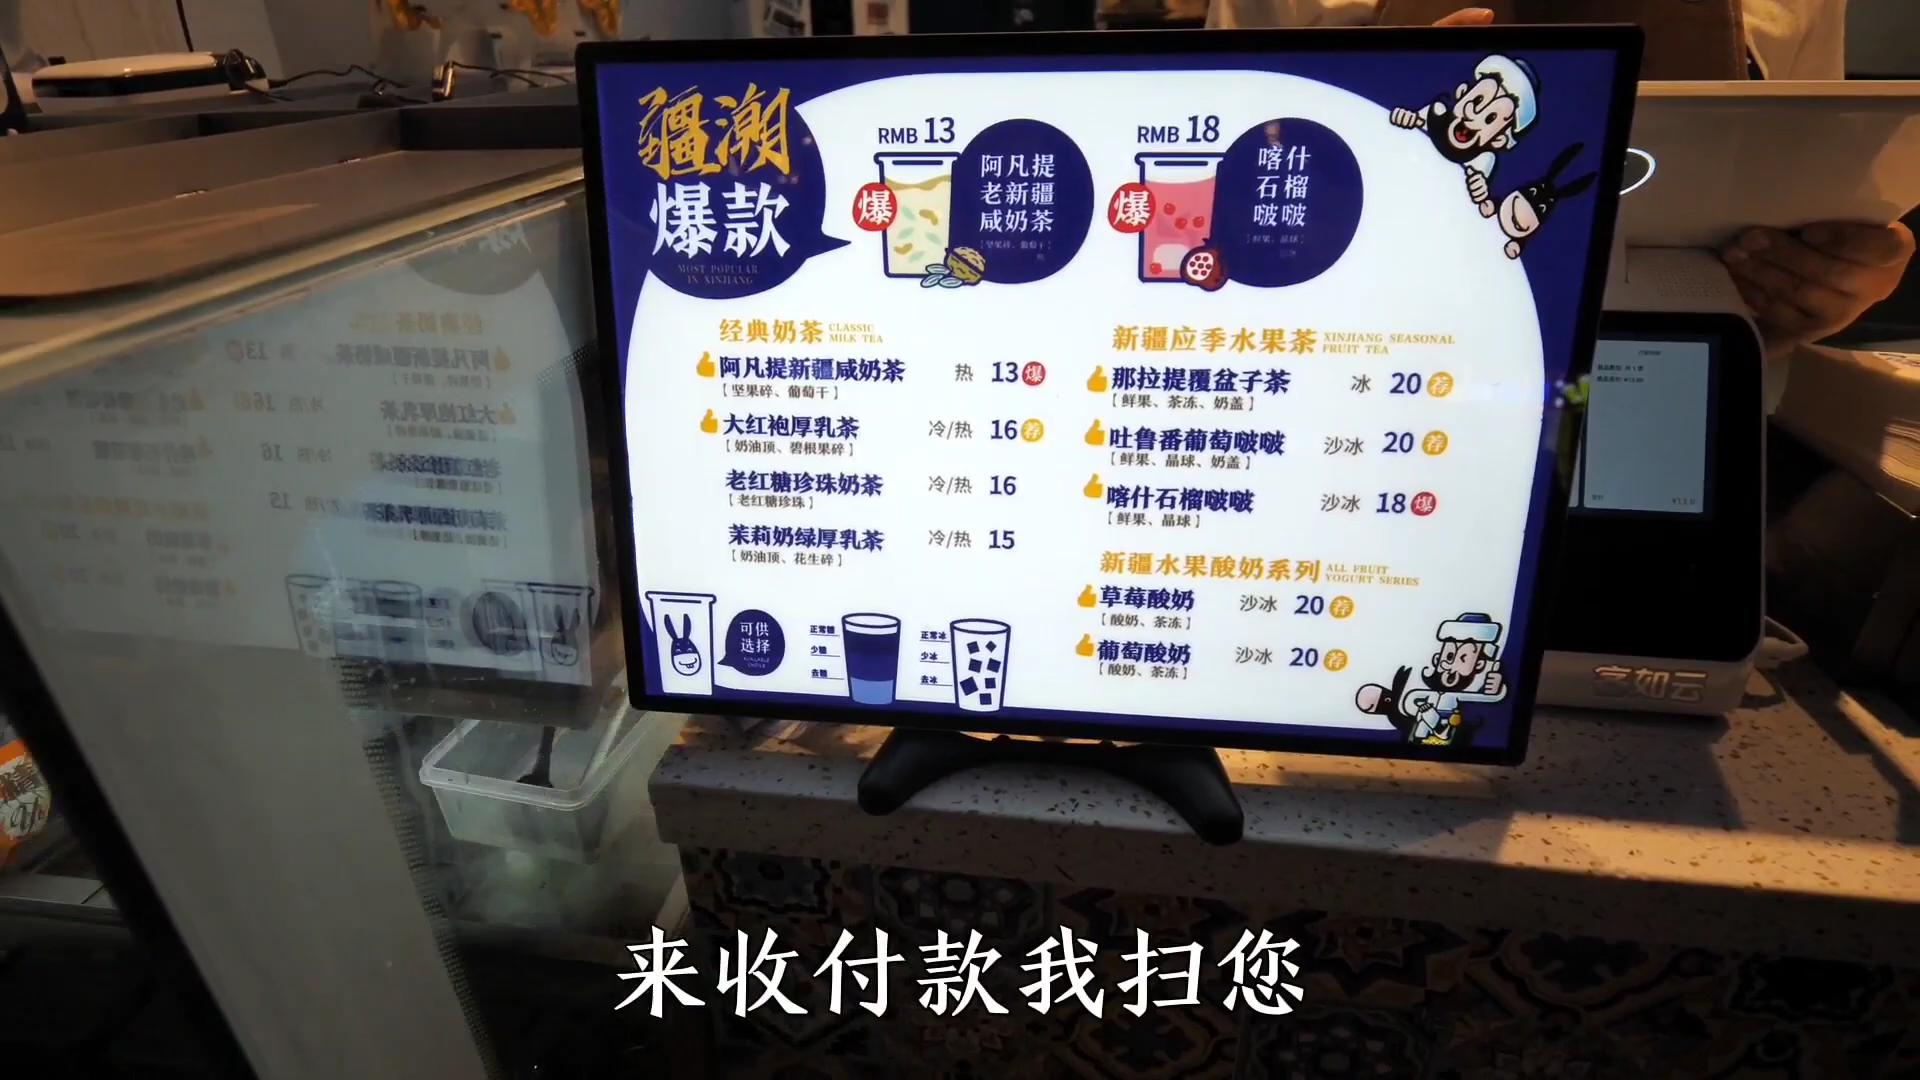 疆潮
爆款
MOST POPULAR
IN XINJIANG
RMB 13
爆
阿凡提
老新疆
咸奶茶
RMB 18
爆
喀什
石榴
啵啵
经典奶茶 CLASSIC MILK TEA
阿凡提新疆咸奶茶 热 13 爆
[坚果碎、葡萄干]
大红袍厚乳茶 冷/热 16 荐
[奶油顶、碧根果碎]
老红糖珍珠奶茶 冷/热 16
[老红糖珍珠]
茉莉奶绿厚乳茶 冷/热 15
[奶油顶、花生碎]
可供
选择
正常糖
少糖
去糖
正常冰
少冰
去冰
新疆应季水果茶 XINJIANG SEASONAL FRUIT TEA
那拉提覆盆子茶 冰 20 荐
[鲜果、茶冻、奶盖]
吐鲁番葡萄啵啵 沙冰 20 荐
[鲜果、晶球、奶盖]
喀什石榴啵啵 沙冰 18 爆
[鲜果、晶球]
新疆水果酸奶系列 ALL FRUIT YOGURT SERIES
草莓酸奶 沙冰 20 荐
[酸奶、茶冻]
葡萄酸奶 沙冰 20 荐
[酸奶、茶冻]
客如云
来收付款我扫您